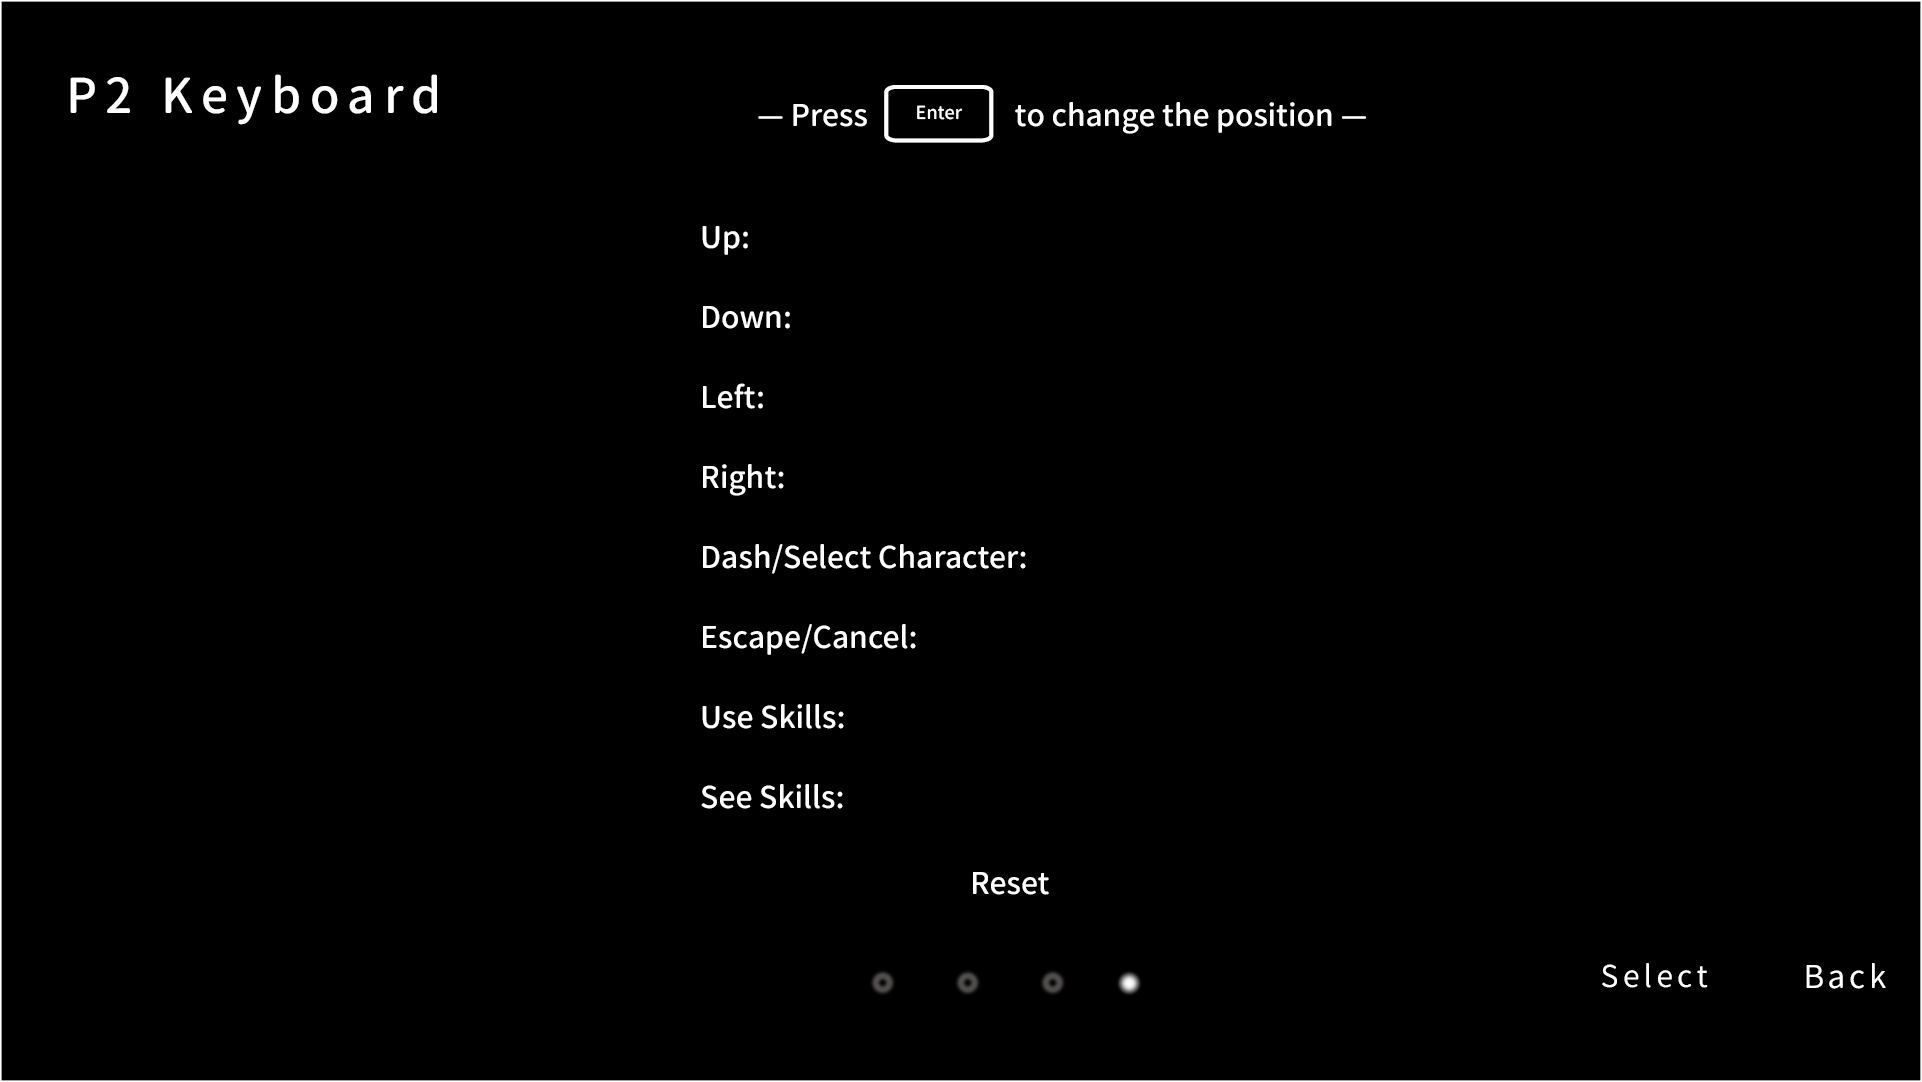 P2 Keyboard
— Press Enter to change the position —
Up:
Down:
Left:
Right:
Dash/Select Character:
Escape/Cancel:
Use Skills:
See Skills:
Reset
Select Back